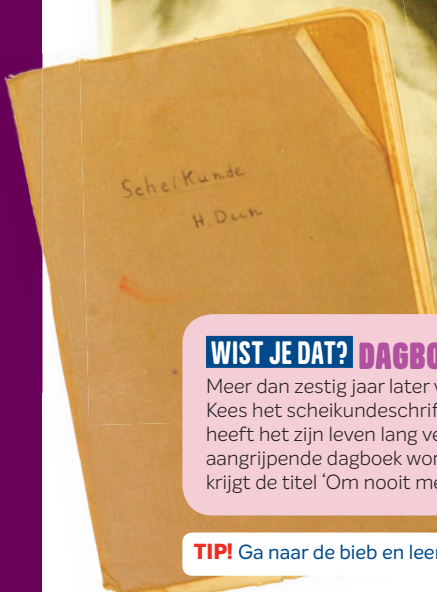 Scheikunde
H. Deen
WIST JE DAT? DAGBO
Meer dan zestig jaar later v
Kees het scheikundeschrif
heeft het zijn leven lang ve
aangrijpende dagboek wor
krijgt de titel ‘Om nooit me
TIP! Ga naar de bieb en leer